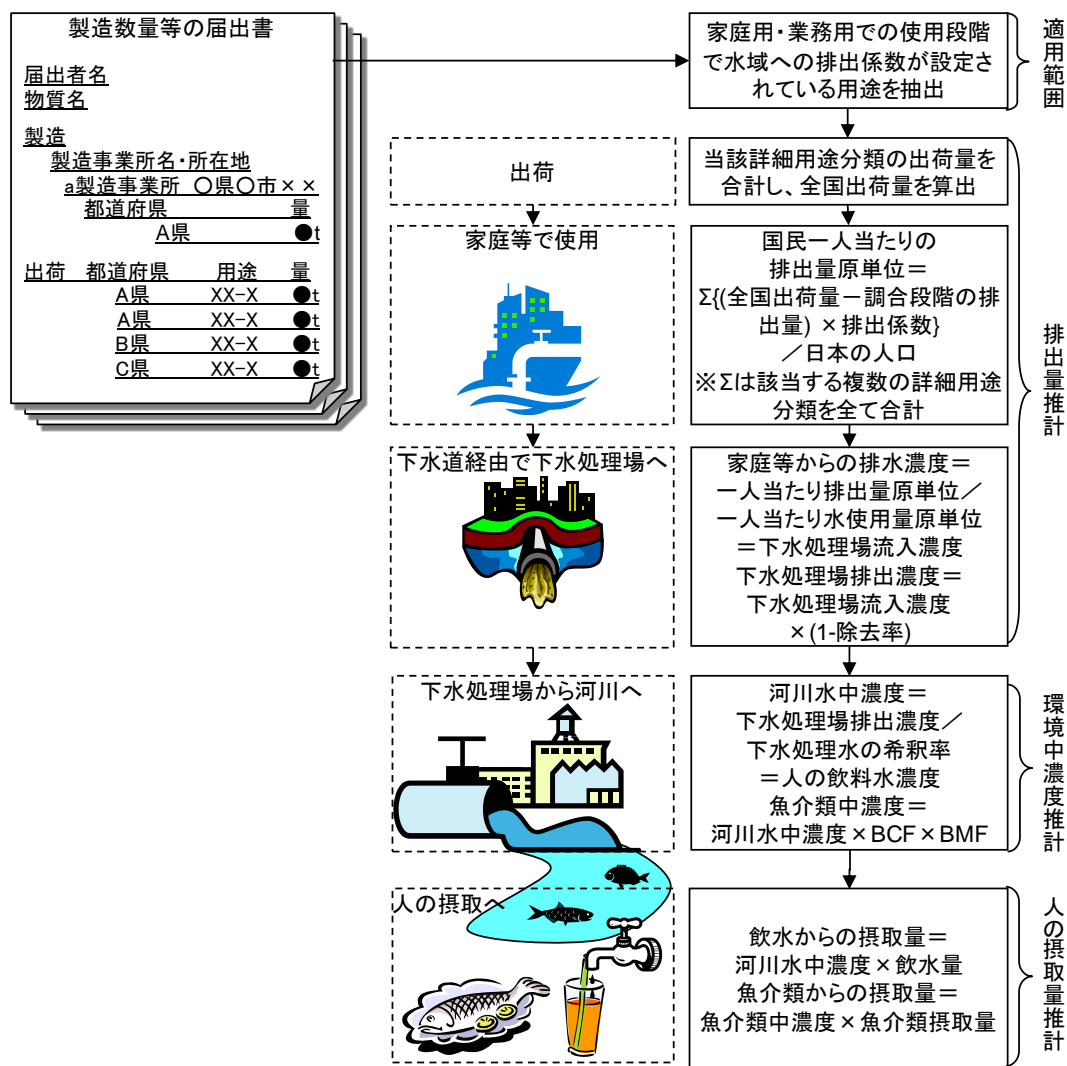 製造数量等の届出書
届出者名
物質名
製造
製造事業所名・所在地
a製造事業所 〇県〇市××
都道府県 量
A県 ●t
出荷 都道府県 用途 量
A県 XX-X ●t
A県 XX-X ●t
B県 XX-X ●t
C県 XX-X ●t
家庭用・業務用での使用段階
で水域への排出係数が設定さ
れている用途を抽出
適用範囲
出荷
当該詳細用途分類の出荷量を
合計し、全国出荷量を算出
家庭等で使用
国民一人当たりの
排出量原単位＝
Σ{(全国出荷量－調合段階の排
出量) ×排出係数}
／日本の人口
※Σは該当する複数の詳細用途
分類を全て合計
排出量推計
下水道経由で下水処理場へ
家庭等からの排水濃度＝
一人当たり排出量原単位／
一人当たり水使用量原単位
＝下水処理場流入濃度
下水処理場排出濃度＝
下水処理場流入濃度
×(1-除去率)
下水処理場から河川へ
河川水中濃度＝
下水処理場排出濃度／
下水処理水の希釈率
＝人の飲料水濃度
魚介類中濃度＝
河川水中濃度×BCF×BMF
環境中濃度推計
人の摂取へ
飲水からの摂取量＝
河川水中濃度×飲水量
魚介類からの摂取量＝
魚介類中濃度×魚介類摂取量
人の摂取量推計